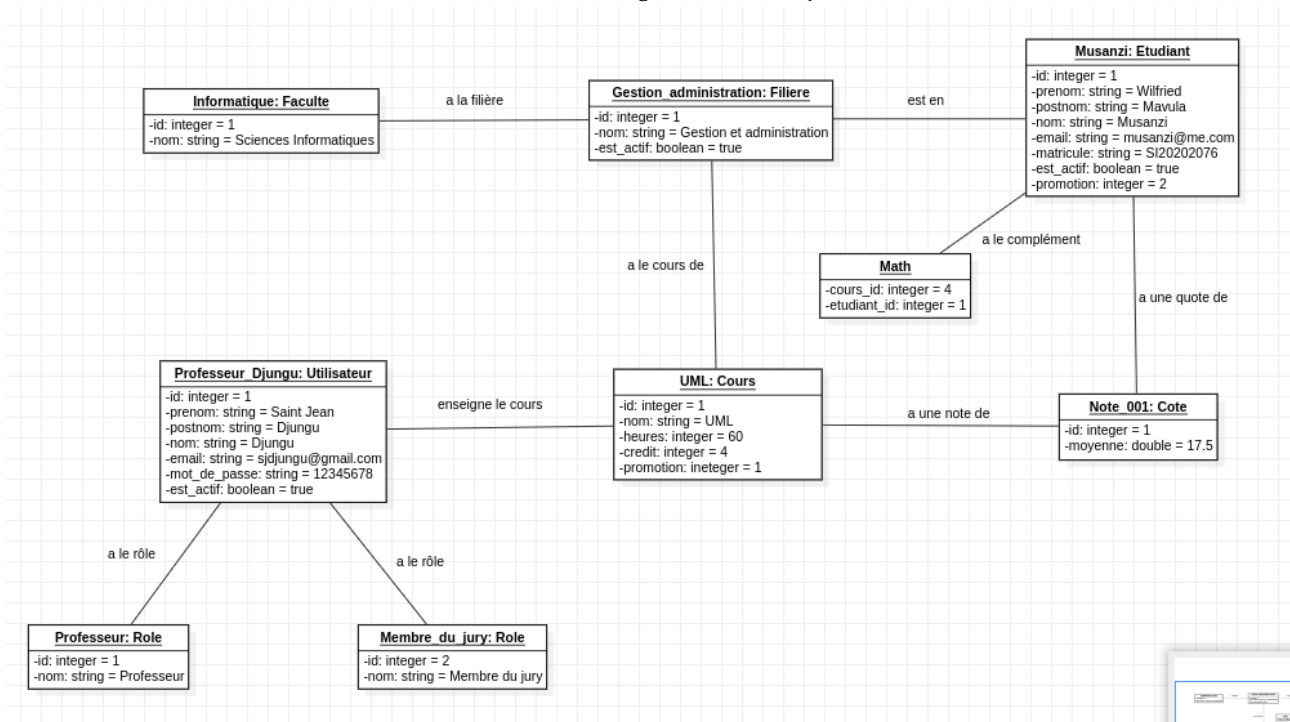 Informatique: Faculte
-id: integer = 1
-nom: string = Sciences Informatiques
a la filière
Gestion_administration: Filiere
-id: integer = 1
-nom: string = Gestion et administration
-est_actif: boolean = true
est en
Musanzi: Etudiant
-id: integer = 1
-prenom: string = Wilfried
-postnom: string = Mavula
-nom: string = Musanzi
-email: string = musanzi@me.com
-matricule: string = SI20202076
-est_actif: boolean = true
-promotion: integer = 2
a le cours de
a le complément
Math
-cours_id: integer = 4
-etudiant_id: integer = 1
a une quote de
Professeur_Djungu: Utilisateur
-id: integer = 1
-prenom: string = Saint Jean
-postnom: string = Djungu
-nom: string = Djungu
-email: string = sjdjungu@gmail.com
-mot_de_passe: string = 12345678
-est_actif: boolean = true
enseigne le cours
UML: Cours
-id: integer = 1
-nom: string = UML
-heures: integer = 60
-credit: integer = 4
-promotion: ineteger = 1
a une note de
Note_001: Cote
-id: integer = 1
-moyenne: double = 17.5
a le rôle
a le rôle
Professeur: Role
-id: integer = 1
-nom: string = Professeur
Membre_du_jury: Role
-id: integer = 2
-nom: string = Membre du jury